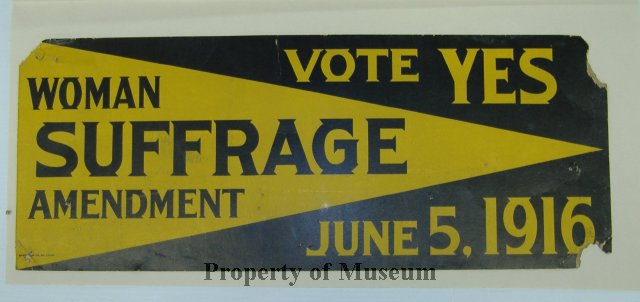 VOTE YES
WOMAN
SUFFRAGE
AMENDMENT
JUNE 5, 1916
Property of Museum